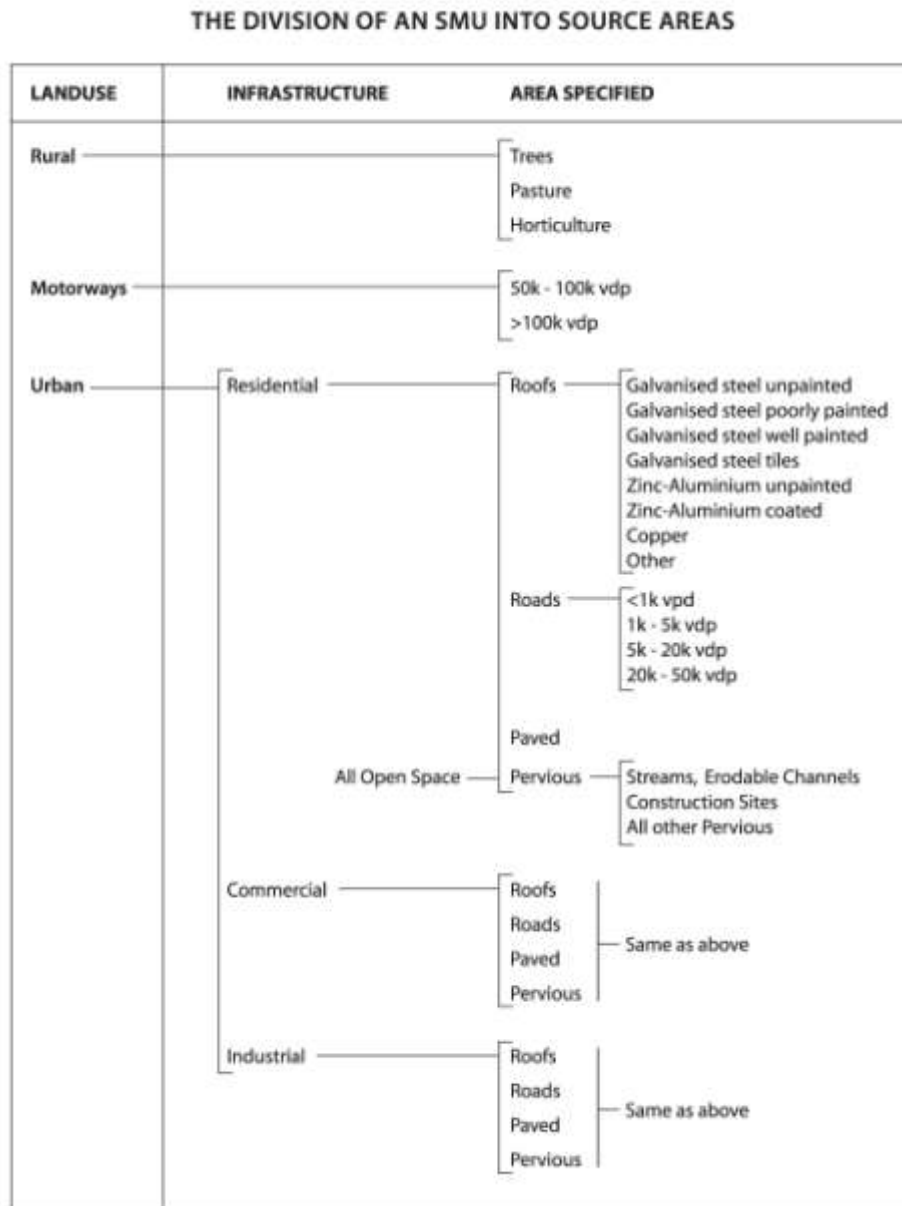 THE DIVISION OF AN SMU INTO SOURCE AREAS
LANDUSE INFRASTRUCTURE AREA SPECIFIED
Rural Trees
Pasture
Horticulture
Motorways 50k - 100k vdp
>100k vdp
Urban Residential Roofs Galvanised steel unpainted
Galvanised steel poorly painted
Galvanised steel well painted
Galvanised steel tiles
Zinc-Aluminium unpainted
Zinc-Aluminium coated
Copper
Other
Roads <1k vpd
1k - 5k vdp
5k - 20k vdp
20k - 50k vdp
Paved
All Open Space Pervious Streams, Erodable Channels
Construction Sites
All other Pervious
Commercial Roofs
Roads
Same as above
Paved
Pervious
Industrial Roofs
Roads
Same as above
Paved
Pervious